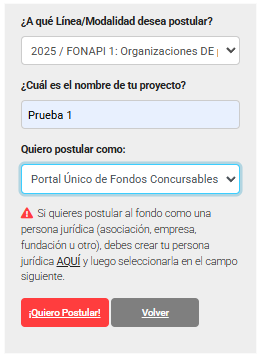 ¿A qué Línea/Modalidad desea postular?
2025 / FONAPI 1: Organizaciones DE
¿Cuál es el nombre de tu proyecto?
Prueba 1
Quiero postular como:
Portal Único de Fondos Concursables
Si quieres postular al fondo como una
persona jurídica (asociación, empresa,
fundación u otro), debes crear tu persona
jurídica AQUÍ y luego seleccionarla en el campo
siguiente.
¡Quiero Postular! Volver